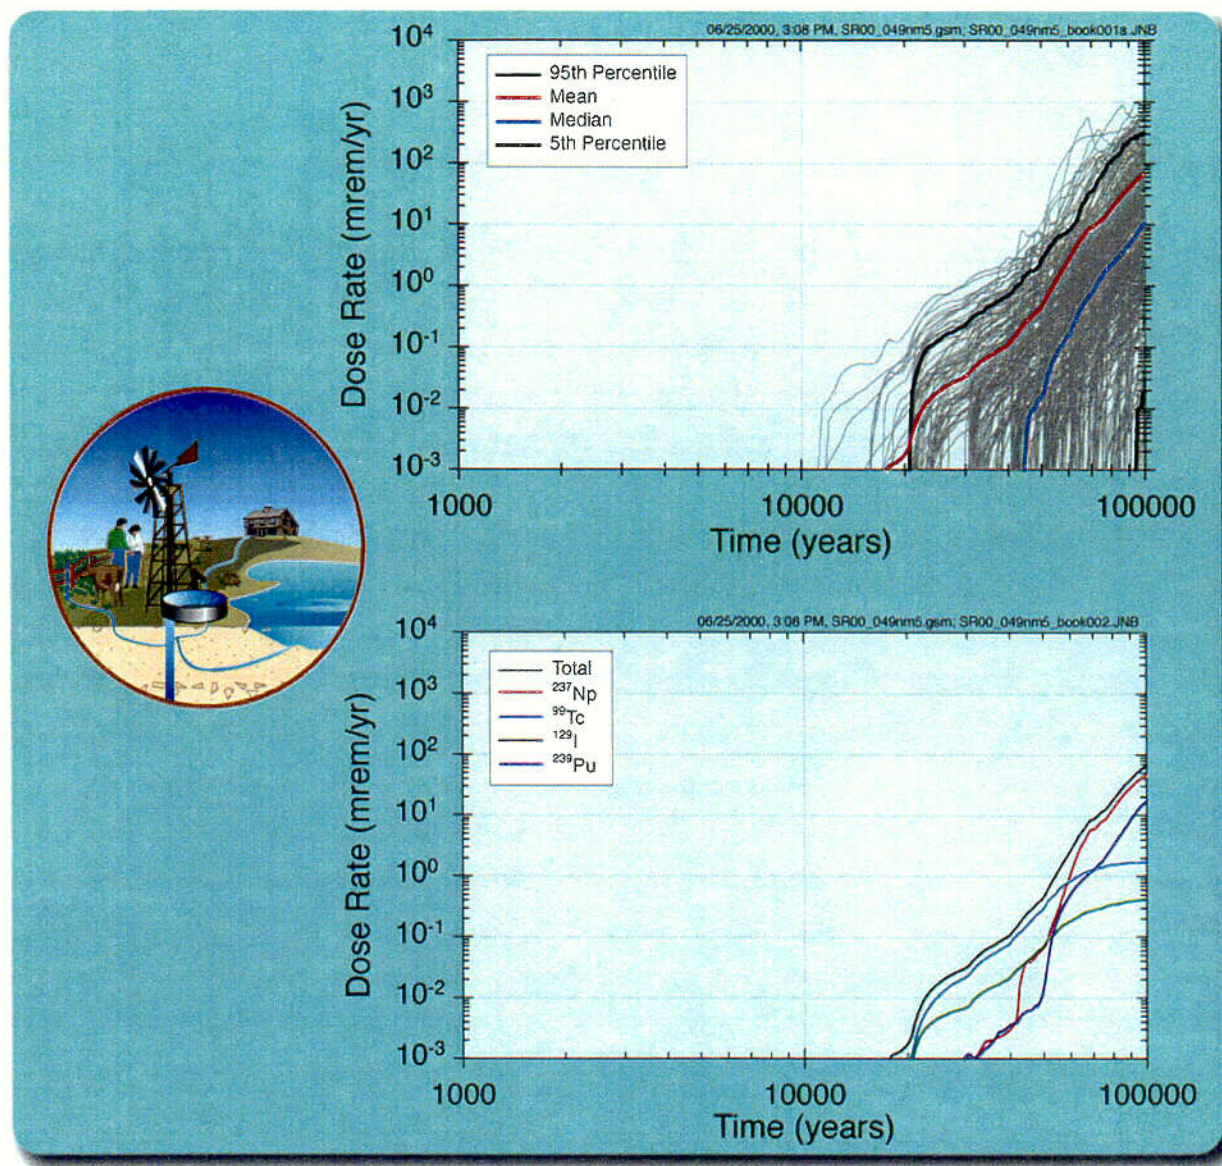 06/25/2000, 3:08 PM, SR00_049nm5.gsm; SR00_049nm5_book001a.JNB
10⁴
10³
10²
10¹
10⁰
10⁻¹
10⁻²
10⁻³
Dose Rate (mrem/yr)
95th Percentile
Mean
Median
5th Percentile
1000
10000
100000
Time (years)
06/25/2000, 3:08 PM, SR00_049nm5.gsm; SR00_049nm5_book002.JNB
10⁴
10³
10²
10¹
10⁰
10⁻¹
10⁻²
10⁻³
Dose Rate (mrem/yr)
Total
²³⁷Np
⁹⁹Tc
¹²⁹I
²³⁹Pu
1000
10000
100000
Time (years)